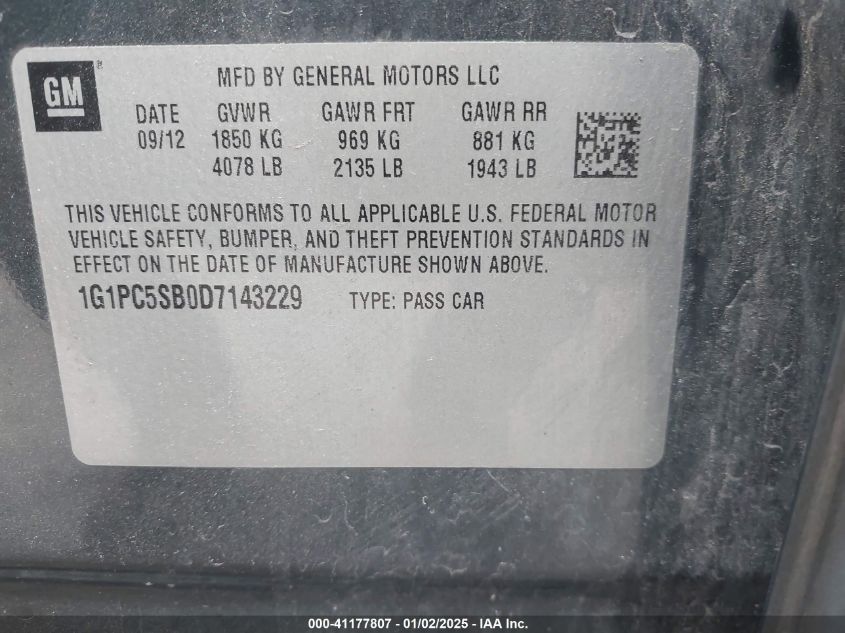 GM®
MFD BY GENERAL MOTORS LLC
DATE GVWR GAWR FRT GAWR RR
09/12 1850 KG 969 KG 881 KG
4078 LB 2135 LB 1943 LB
THIS VEHICLE CONFORMS TO ALL APPLICABLE U.S. FEDERAL MOTOR
VEHICLE SAFETY, BUMPER, AND THEFT PREVENTION STANDARDS IN
EFFECT ON THE DATE OF MANUFACTURE SHOWN ABOVE.
1G1PC5SB0D7143229 TYPE: PASS CAR
000-41177807 - 01/02/2025 - IAA Inc.